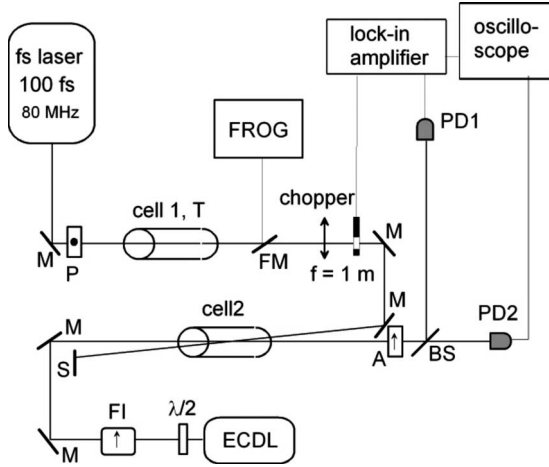 fs laser
100 fs
80 MHz
lock-in
amplifier
oscillo-
scope
FROG
PD1
cell 1, T
chopper
M
P
FM
f = 1 m
M
M
cell2
PD2
M
S
A
BS
FI
λ/2
M
ECDL